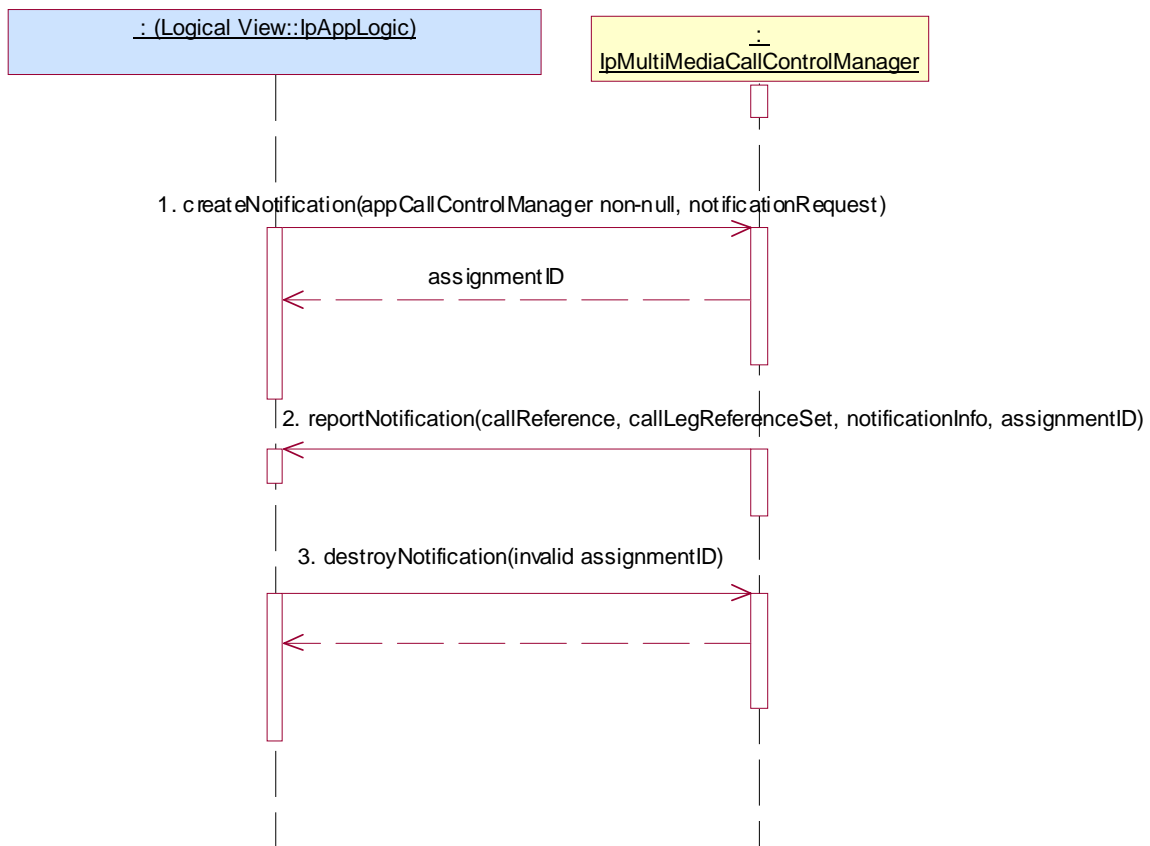 : (Logical View::IpAppLogic)
:
IpMultiMediaCallControlManager
1. createNotification(appCallControlManager non-null, notificationRequest)
assignmentID
2. reportNotification(callReference, callLegReferenceSet, notificationInfo, assignmentID)
3. destroyNotification(invalid assignmentID)